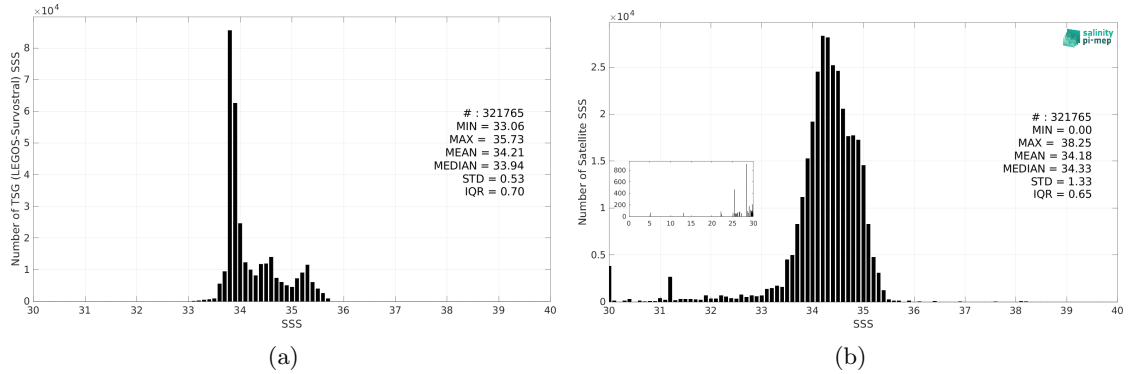 ×10⁴
9
8
7
6
5
4
3
2
1
0
Number of TSG (LEGOS-Survostral) SSS
# : 321765
MIN = 33.06
MAX = 35.73
MEAN = 34.21
MEDIAN = 33.94
STD = 0.53
IQR = 0.70
30 31 32 33 34 35 36 37 38 39 40
SSS
(a)
×10⁴
2.5
2
1.5
1
0.5
0
Number of Satellite SSS
salinity
pi-mep
# : 321765
MIN = 0.00
MAX = 38.25
MEAN = 34.18
MEDIAN = 34.33
STD = 1.33
IQR = 0.65
800
600
400
200
0
0 5 10 15 20 25 30
30 31 32 33 34 35 36 37 38 39 40
SSS
(b)